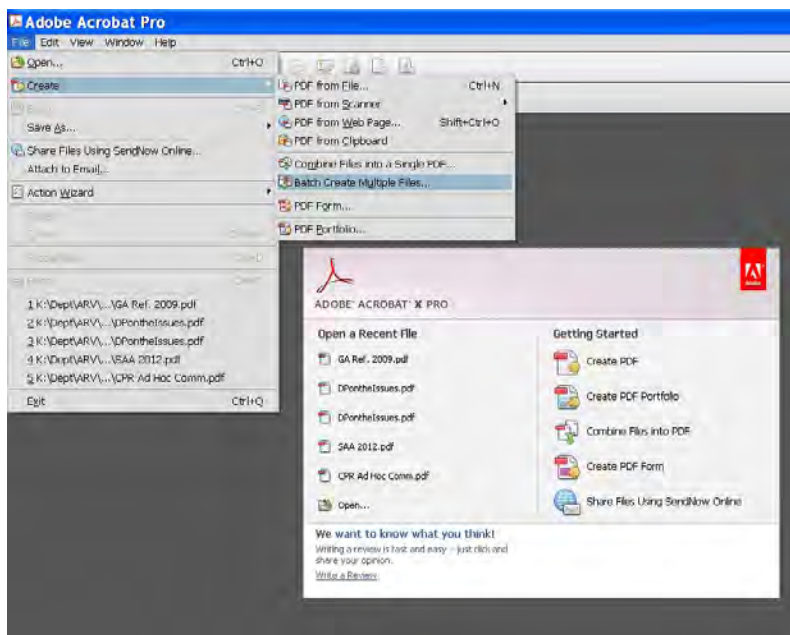 Adobe Acrobat Pro
File Edit View Window Help
Open... Ctrl+O
Create
Save As...
Share Files Using SendNow Online...
Attach to Email...
Action Wizard
1 K:\Dept\ARV\...\GA Ref. 2009.pdf
2 K:\Dept\ARV\...\DPontheIssues.pdf
3 K:\Dept\ARV\...\DPontheIssues.pdf
4 K:\Dept\ARV\...\SAA 2012.pdf
5 K:\Dept\ARV\...\CPR Ad Hoc Comm.pdf
Exit Ctrl+Q
PDF from File... Ctrl+N
PDF from Scanner
PDF from Web Page... Shift+Ctrl+O
PDF from Clipboard
Combine Files into a Single PDF...
Batch Create Multiple Files...
PDF Form...
PDF Portfolio...
ADOBE® ACROBAT® X PRO
Adobe
Open a Recent File
GA Ref. 2009.pdf
DPontheIssues.pdf
DPontheIssues.pdf
SAA 2012.pdf
CPR Ad Hoc Comm.pdf
Open...
Getting Started
Create PDF
Create PDF Portfolio
Combine Files into PDF
Create PDF Form
Share Files Using SendNow Online
We want to know what you think!
Writing a review is fast and easy - just click and
share your opinion.
Write a Review